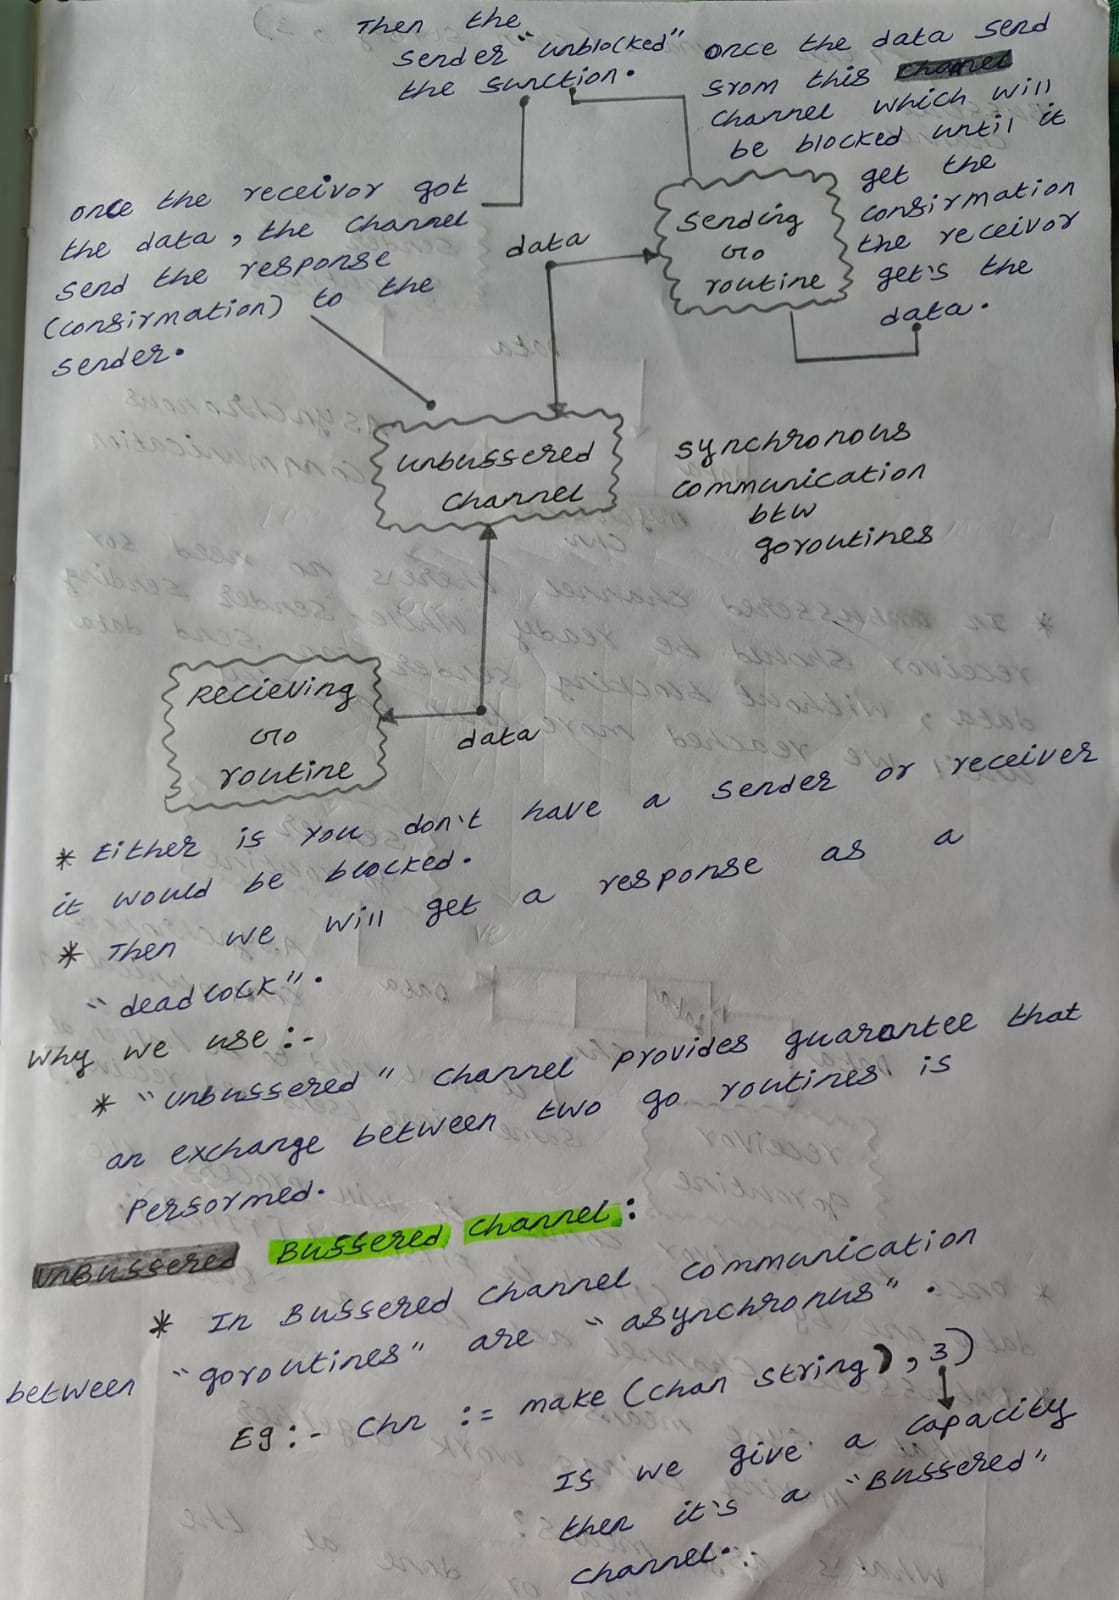 Then the
sender "unblocked"
the function.
once the data send
from this channel
channel which will
be blocked until it
get the
confirmation
the receivor
get's the
data.
once the receivor got
the data, the channel
send the response
(confirmation) to the
sender.
data
Sending
Go
routine
unbuffered
channel
synchronous
communication
btw
goroutines
Recieving
Go
routine
data
* Either if you don't have a sender or receiver
it would be blocked.
* Then we will get a response as a
"deadlock".
Why we use :-
* "unbuffered" channel provides guarantee that
an exchange between two go routines is
performed.
UnBuffered Buffered Channel:
* In Buffered channel communication
between "goroutines" are "asynchronus".
Eg :- Chn := make (chan string), 3)
If we give a capacity
then it's a "Buffered"
channel.